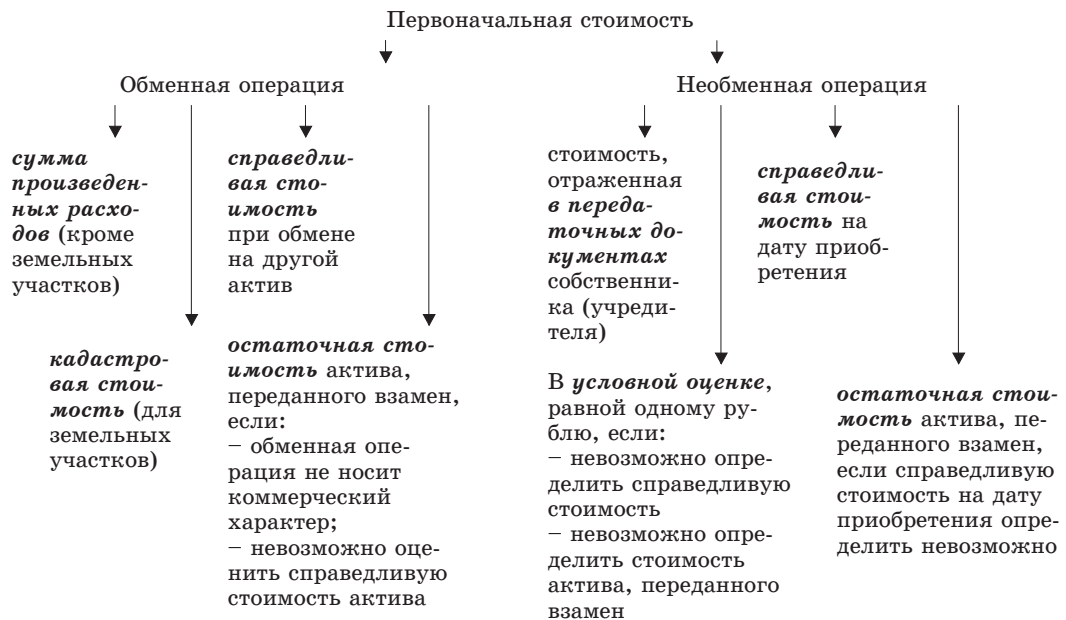 Первоначальная стоимость
Обменная операция
Необменная операция
сумма
произведен-
ных расхо-
дов (кроме
земельных
участков)
справедли-
вая сто-
имость
при обмене
на другой
актив
кадастро-
вая стои-
мость (для
земельных
участков)
остаточная сто-
имость актива,
переданного взамен,
если:
– обменная опе-
рация не носит
коммерческий
характер;
– невозможно оце-
нить справедливую
стоимость актива
стоимость,
отраженная
в переда-
точных до-
кументах
собственни-
ка (учреди-
теля)
справедли-
вая стои-
мость на
дату приоб-
ретения
В условной оценке,
равной одному ру-
блю, если:
– невозможно опре-
делить справедливую
стоимость
– невозможно опре-
делить стоимость
актива, переданного
взамен
остаточная стои-
мость актива, пе-
реданного взамен,
если справедливую
стоимость на дату
приобретения опре-
делить невозможно